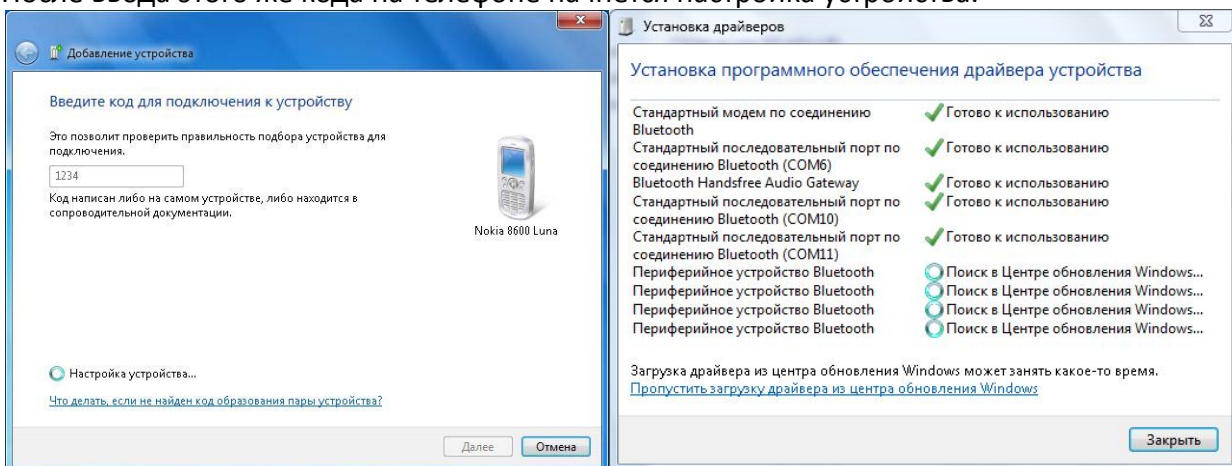 После ввода этого же кода на телефоне начнется настройка устройства.
Добавление устройства
Введите код для подключения к устройству
Это позволит проверить правильность подбора устройства для
подключения.
1234
Код написан либо на самом устройстве, либо находится в
сопроводительной документации.
Nokia 8600 Luna
Настройка устройства...
Что делать, если не найден код образования пары устройства?
Далее
Отмена
Установка драйверов
Установка программного обеспечения драйвера устройства
Стандартный модем по соединению Готово к использованию
Bluetooth
Стандартный последовательный порт по Готово к использованию
соединению Bluetooth (COM6)
Bluetooth Handsfree Audio Gateway Готово к использованию
Стандартный последовательный порт по Готово к использованию
соединению Bluetooth (COM10)
Стандартный последовательный порт по Готово к использованию
соединению Bluetooth (COM11)
Периферийное устройство Bluetooth Поиск в Центре обновления Windows...
Периферийное устройство Bluetooth Поиск в Центре обновления Windows...
Периферийное устройство Bluetooth Поиск в Центре обновления Windows...
Периферийное устройство Bluetooth Поиск в Центре обновления Windows...
Загрузка драйвера из центра обновления Windows может занять какое-то время.
Пропустить загрузку драйвера из центра обновления Windows
Закрыть